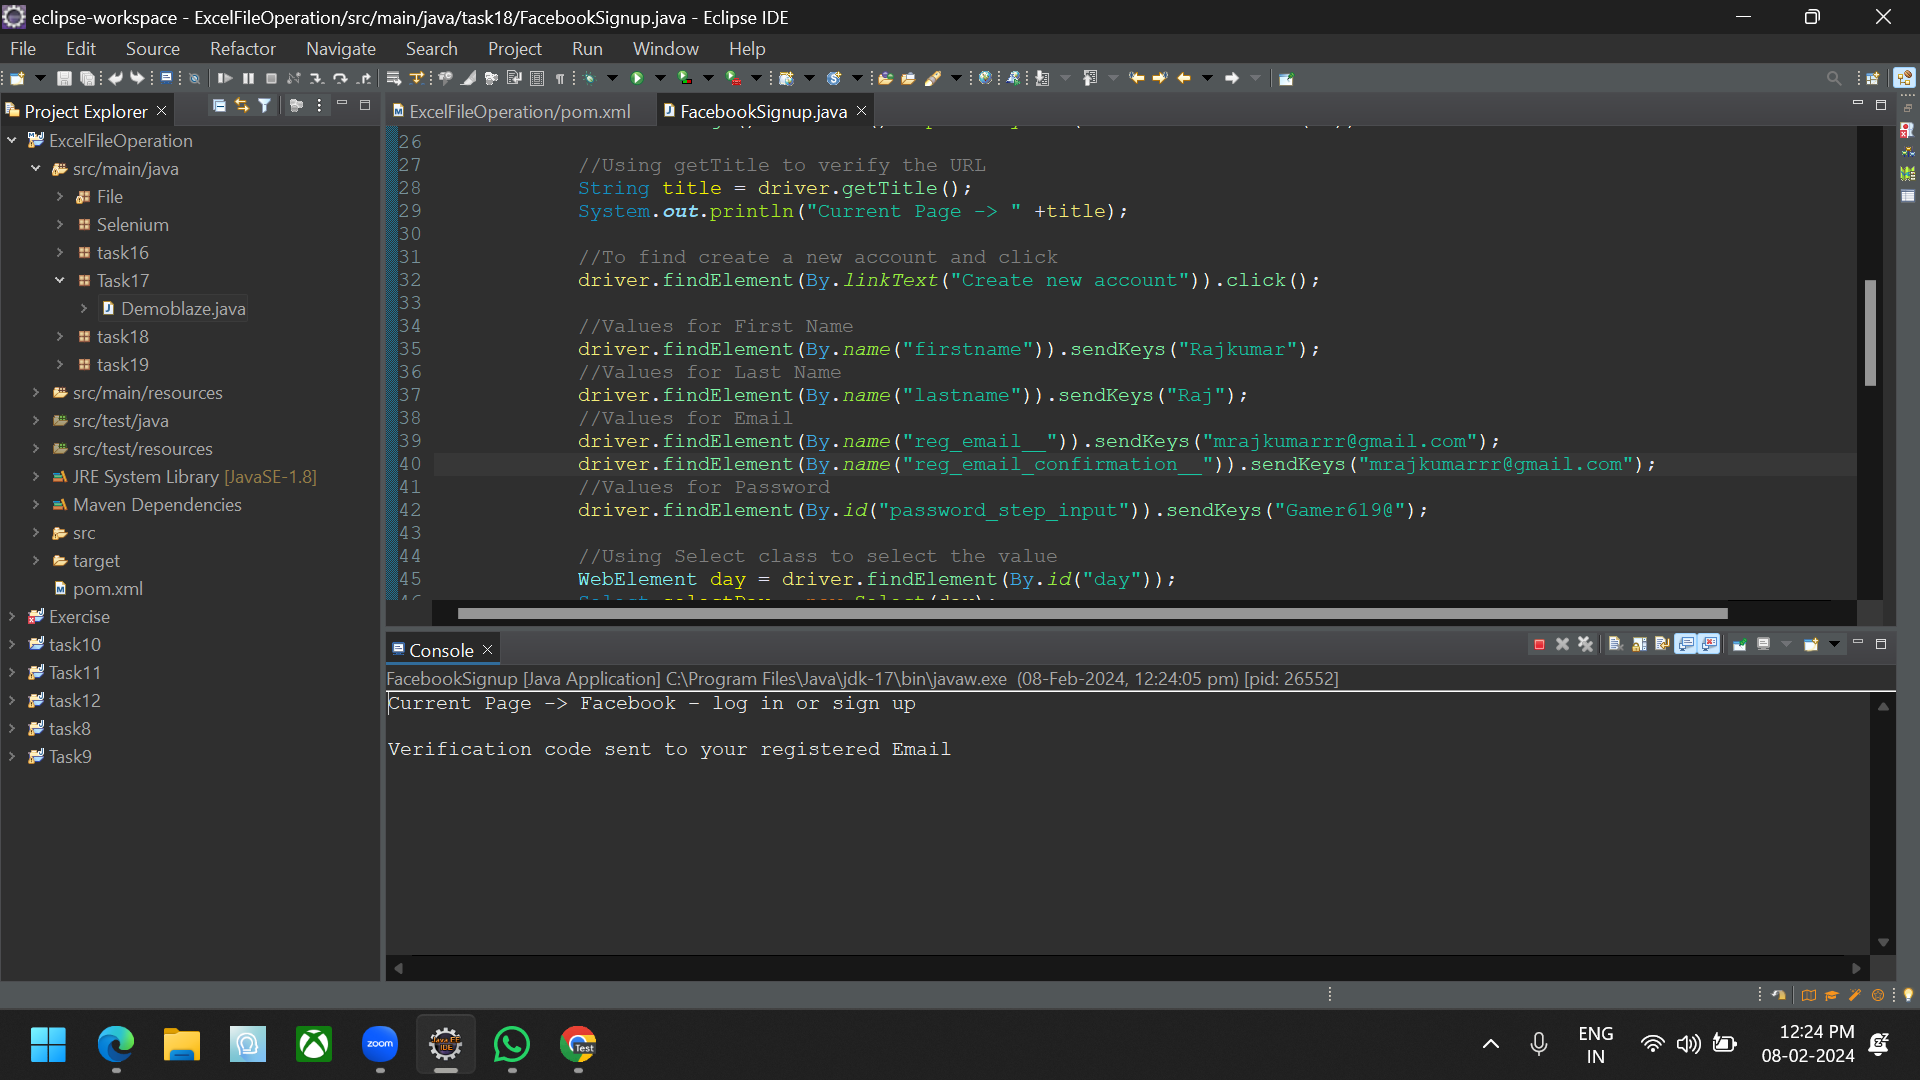 eclipse-workspace - ExcelFileOperation/src/main/java/task18/FacebookSignup.java - Eclipse IDE
File Edit Source Refactor Navigate Search Project Run Window Help
Project Explorer
ExcelFileOperation
src/main/java
File
Selenium
task16
Task17
Demoblaze.java
task18
task19
src/main/resources
src/test/java
src/test/resources
JRE System Library [JavaSE-1.8]
Maven Dependencies
src
target
pom.xml
Exercise
task10
Task11
task12
task8
Task9
ExcelFileOperation/pom.xml
FacebookSignup.java
26
27 //Using getTitle to verify the URL
28 String title = driver.getTitle();
29 System.out.println("Current Page -> " +title);
30
31 //To find create a new account and click
32 driver.findElement(By.linkText("Create new account")).click();
33
34 //Values for First Name
35 driver.findElement(By.name("firstname")).sendKeys("Rajkumar");
36 //Values for Last Name
37 driver.findElement(By.name("lastname")).sendKeys("Raj");
38 //Values for Email
39 driver.findElement(By.name("reg_email__")).sendKeys("mrajkumarrr@gmail.com");
40 driver.findElement(By.name("reg_email_confirmation__")).sendKeys("mrajkumarrr@gmail.com");
41 //Values for Password
42 driver.findElement(By.id("password_step_input")).sendKeys("Gamer619@");
43
44 //Using Select class to select the value
45 WebElement day = driver.findElement(By.id("day"));
Console
FacebookSignup [Java Application] C:\Program Files\Java\jdk-17\bin\javaw.exe (08-Feb-2024, 12:24:05 pm) [pid: 26552]
Current Page -> Facebook – log in or sign up
Verification code sent to your registered Email
zoom
Java EE
IDE
Test
ENG
IN
12:24 PM
08-02-2024